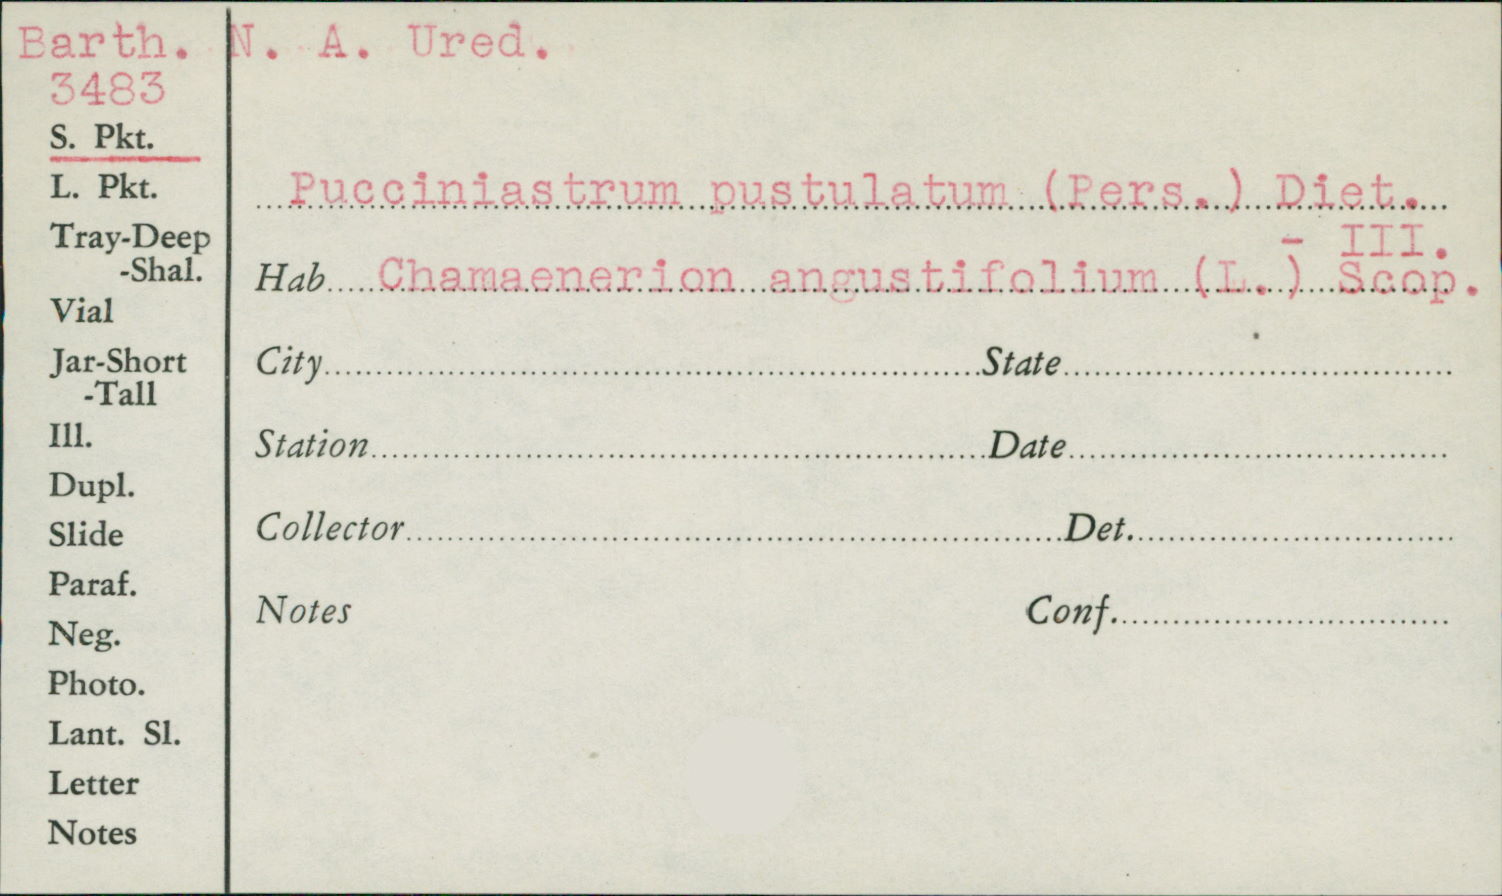 Barth. N. A. Ured.
3483
S. Pkt.
L. Pkt.
Tray-Deep
-Shal.
Vial
Jar-Short
-Tall
Ill.
Dupl.
Slide
Paraf.
Neg.
Photo.
Lant. Sl.
Letter
Notes
Pucciniastrum pustulatum (Pers.) Diet.
- III.
Hab. Chamaenerion angustifolium (L.) Scop.
City State
Station Date
Collector Det.
Notes Conf.